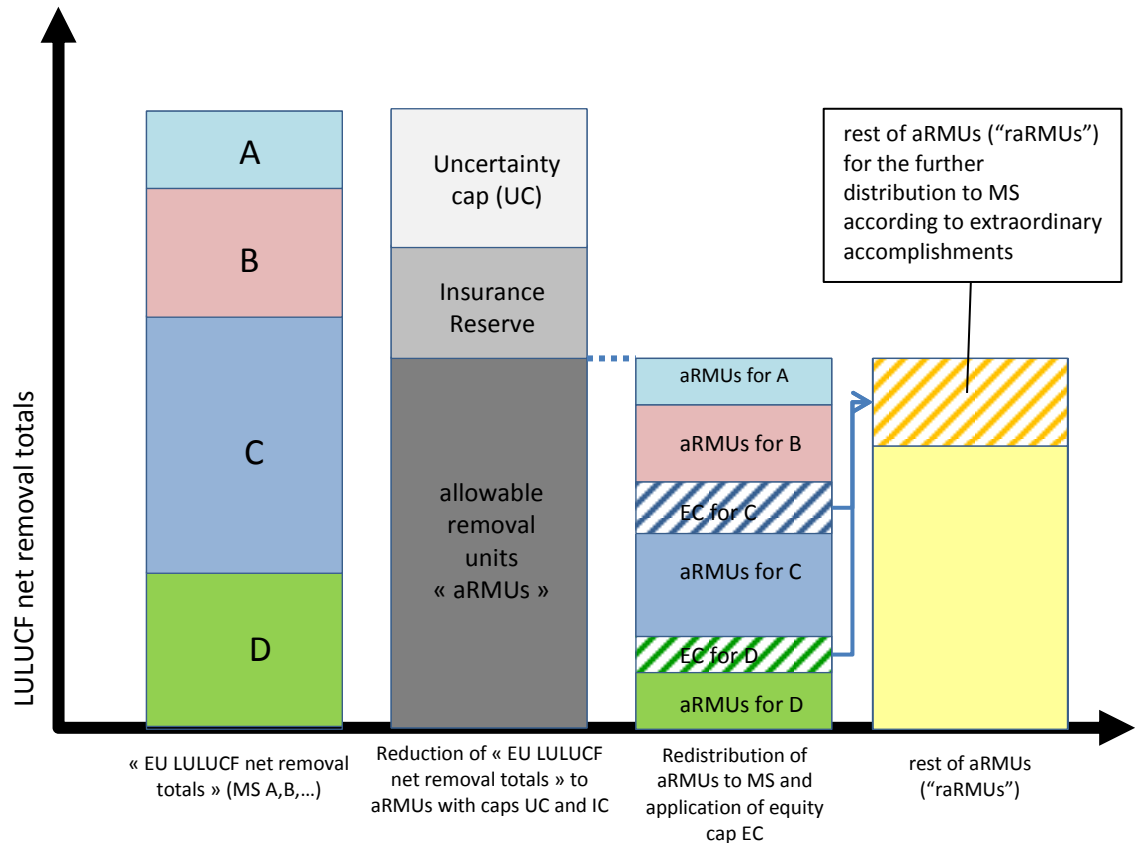 LULUCF net removal totals
A
B
C
D
Uncertainty
cap (UC)
Insurance
Reserve
allowable
removal
units
« aRMUs »
aRMUs for A
aRMUs for B
EC for C
aRMUs for C
EC for D
aRMUs for D
rest of aRMUs (“raRMUs”)
for the further
distribution to MS
according to extraordinary
accomplishments
« EU LULUCF net removal
totals » (MS A,B,...)
Reduction of « EU LULUCF
net removal totals » to
aRMUs with caps UC and IC
Redistribution of
aRMUs to MS and
application of equity
cap EC
rest of aRMUs
(“raRMUs”)